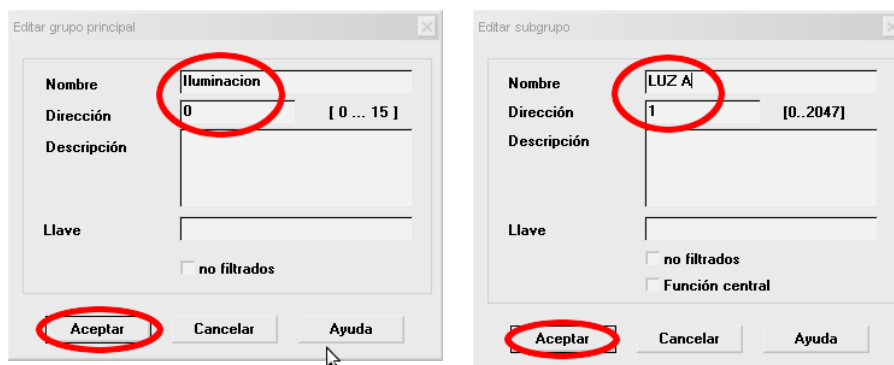 Editar grupo principal
Nombre Iluminacion
Dirección 0 [ 0 ... 15 ]
Descripción
Llave
no filtrados
Aceptar Cancelar Ayuda
Editar subgrupo
Nombre LUZ A
Dirección 1 [0..2047]
Descripción
Llave
no filtrados
Función central
Aceptar Cancelar Ayuda